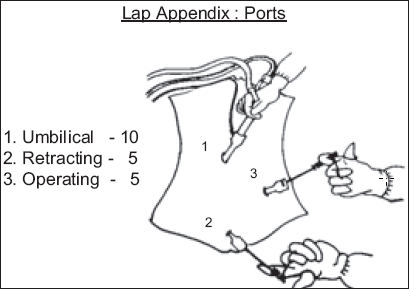 Lap Appendix : Ports
1. Umbilical - 10
2. Retracting - 5
3. Operating - 5
1
3
2